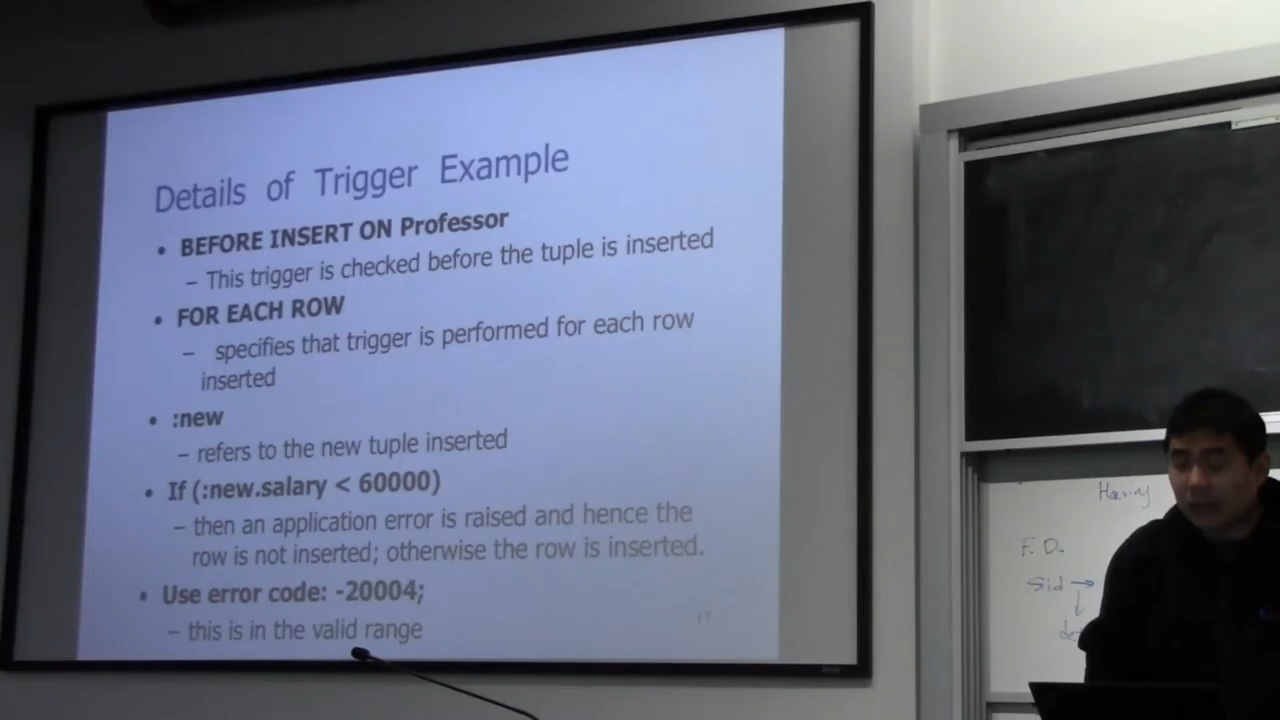 Details of Trigger Example
• BEFORE INSERT ON Professor
– This trigger is checked before the tuple is inserted
• FOR EACH ROW
– specifies that trigger is performed for each row
inserted
• :new
– refers to the new tuple inserted
• If (:new.salary < 60000)
– then an application error is raised and hence the
row is not inserted; otherwise the row is inserted.
• Use error code: -20004;
– this is in the valid range
Having
F. D.
Sid →